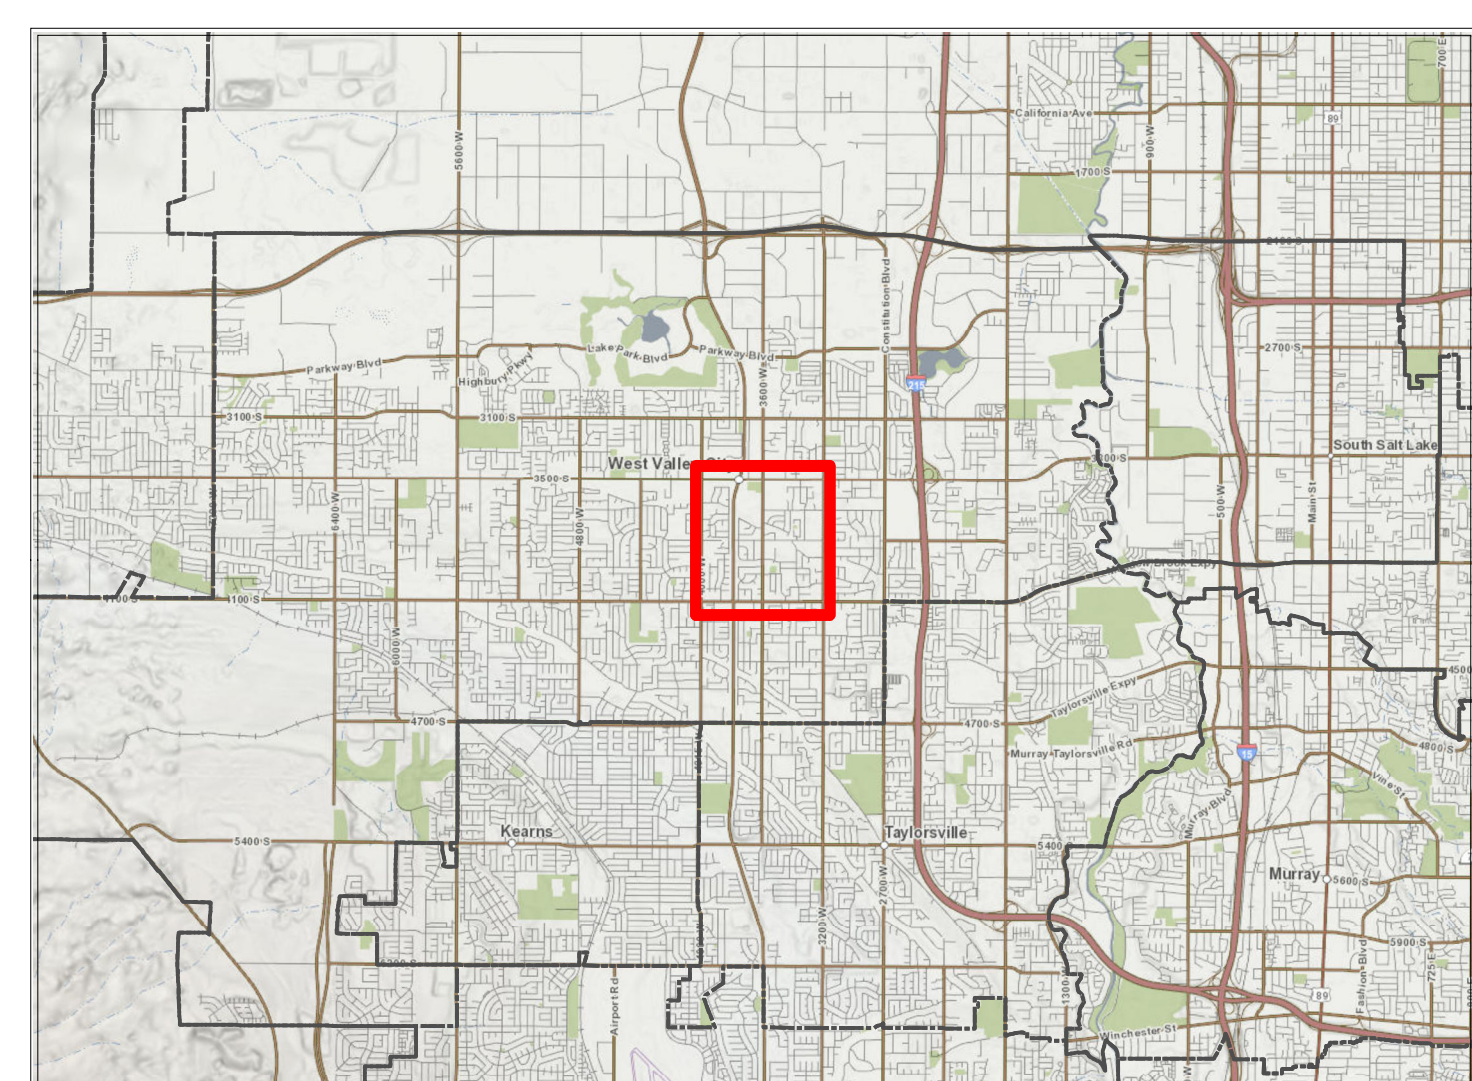 700 E
California Ave
89
5600 W
900 W
1700 S
2100 S
Constitution Blvd
2700 S
Lake Park Blvd
Parkway Blvd
Parkway Blvd
Highbury Pkwy
3600 W
215
3100 S
3100 S
South Salt Lake
West Valley City
3300 S
3500 S
6400 W
4800 W
7200 W
500 W
Main St
4000 W
4100 S
6000 W
4500
4700 S
4700 S
Taylorsville Expy
Murray Taylorsville Rd
15
4800 S
Vine St
Murray Blvd
Kearns
Taylorsville
5400 S
5400
Murray
5600 S
2700 W
3200 W
5900 S
725 E
Fashion Blvd
1300 W
89
Airport Rd
Winchester St